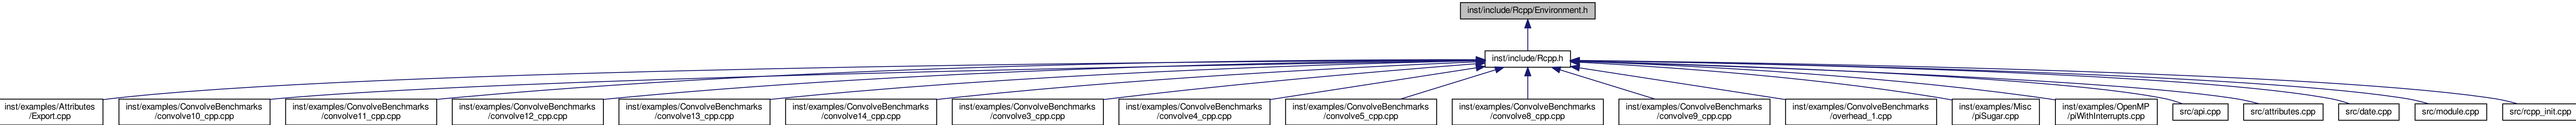 inst/include/Rcpp/Environment.h
inst/include/Rcpp.h
inst/examples/Attributes
/Export.cpp
inst/examples/ConvolveBenchmarks
/convolve10_cpp.cpp
inst/examples/ConvolveBenchmarks
/convolve11_cpp.cpp
inst/examples/ConvolveBenchmarks
/convolve12_cpp.cpp
inst/examples/ConvolveBenchmarks
/convolve13_cpp.cpp
inst/examples/ConvolveBenchmarks
/convolve14_cpp.cpp
inst/examples/ConvolveBenchmarks
/convolve3_cpp.cpp
inst/examples/ConvolveBenchmarks
/convolve4_cpp.cpp
inst/examples/ConvolveBenchmarks
/convolve5_cpp.cpp
inst/examples/ConvolveBenchmarks
/convolve8_cpp.cpp
inst/examples/ConvolveBenchmarks
/convolve9_cpp.cpp
inst/examples/ConvolveBenchmarks
/overhead_1.cpp
inst/examples/Misc
/piSugar.cpp
inst/examples/OpenMP
/piWithInterrupts.cpp
src/api.cpp
src/attributes.cpp
src/date.cpp
src/module.cpp
src/rcpp_init.cpp